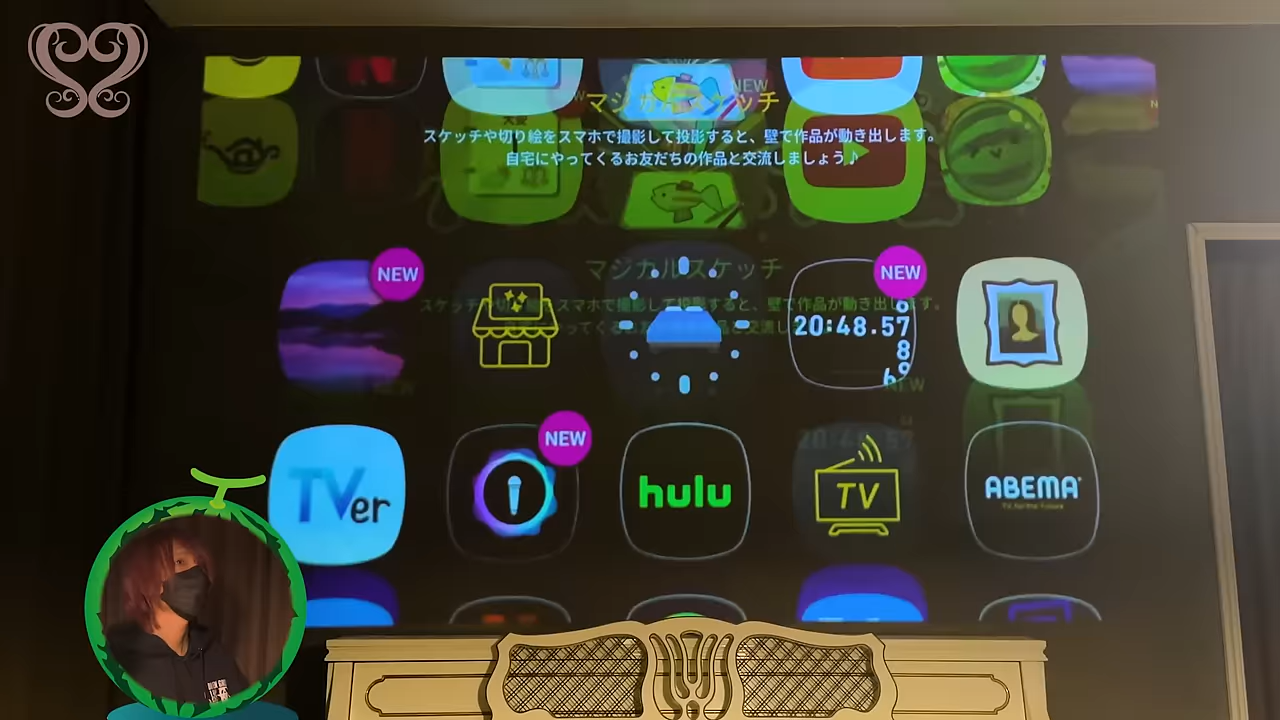 NEW
マジカルスケッチ
スケッチや切り絵をスマホで撮影して投影すると、壁で作品が動き出します。
自宅にやってくるお友だちの作品と交流しましょう♪
マジカルスケッチ
NEW
NEW
20:48.57
8
69
NEW
TVer
NEW
hulu
TV
ABEMA